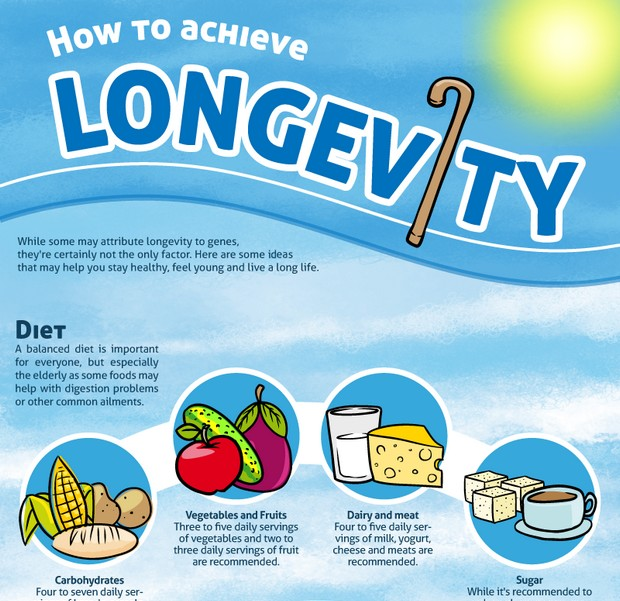 How to achieve
LONGEVITY
While some may attribute longevity to genes,
they're certainly not the only factor. Here are some ideas
that may help you stay healthy, feel young and live a long life.
Diet
A balanced diet is important
for everyone, but especially
the elderly as some foods may
help with digestion problems
or other common ailments.
Vegetables and Fruits
Three to five daily servings
of vegetables and two to
three daily servings of fruit
are recommended.
Dairy and meat
Four to five daily ser-
vings of milk, yogurt,
cheese and meats are
recommended.
Carbohydrates
Four to seven daily ser-
Sugar
While it's recommended to